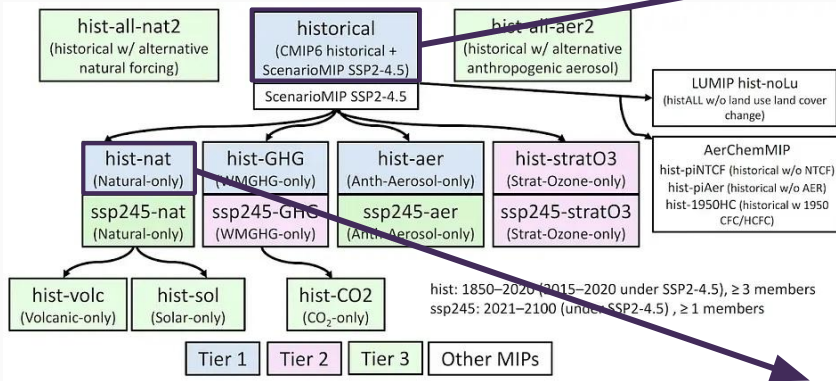 hist-all-nat2
(historical w/ alternative
natural forcing)
historical
(CMIP6 historical +
ScenarioMIP SSP2-4.5)
ScenarioMIP SSP2-4.5
hist-all-aer2
(historical w/ alternative
anthropogenic aerosol)
LUMIP hist-noLu
(histALL w/o land use land cover
change)
AerChemMIP
hist-piNTCF (historical w/o NTCF)
hist-piAer (historical w/o AER)
hist-1950HC (historical w 1950
CFC/HCFC)
hist-nat
(Natural-only)
hist-GHG
(WMGHG-only)
hist-aer
(Anth-Aerosol-only)
hist-stratO3
(Strat-Ozone-only)
ssp245-nat
(Natural-only)
ssp245-GHG
(WMGHG-only)
ssp245-aer
(Anth-Aerosol-only)
ssp245-stratO3
(Strat-Ozone-only)
hist-volc
(Volcanic-only)
hist-sol
(Solar-only)
hist-CO2
(CO₂-only)
hist: 1850–2020 (2015–2020 under SSP2-4.5), ≥ 3 members
ssp245: 2021–2100 (under SSP2-4.5) , ≥ 1 members
Tier 1
Tier 2
Tier 3
Other MIPs